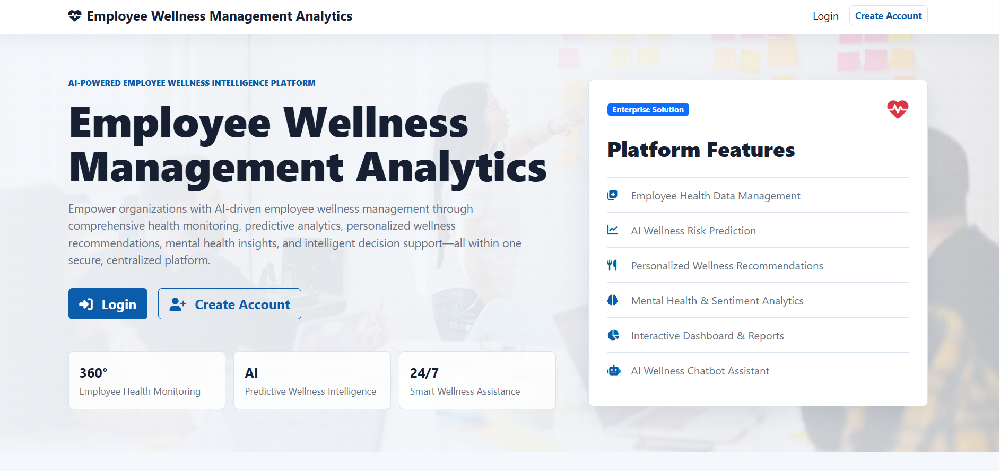 Employee Wellness Management Analytics
Login
Create Account
AI-POWERED EMPLOYEE WELLNESS INTELLIGENCE PLATFORM
Employee Wellness
Management Analytics
Empower organizations with AI-driven employee wellness management through
comprehensive health monitoring, predictive analytics, personalized wellness
recommendations, mental health insights, and intelligent decision support—all within one
secure, centralized platform.
Login
Create Account
360°
Employee Health Monitoring
AI
Predictive Wellness Intelligence
24/7
Smart Wellness Assistance
Enterprise Solution
Platform Features
Employee Health Data Management
AI Wellness Risk Prediction
Personalized Wellness Recommendations
Mental Health & Sentiment Analytics
Interactive Dashboard & Reports
AI Wellness Chatbot Assistant